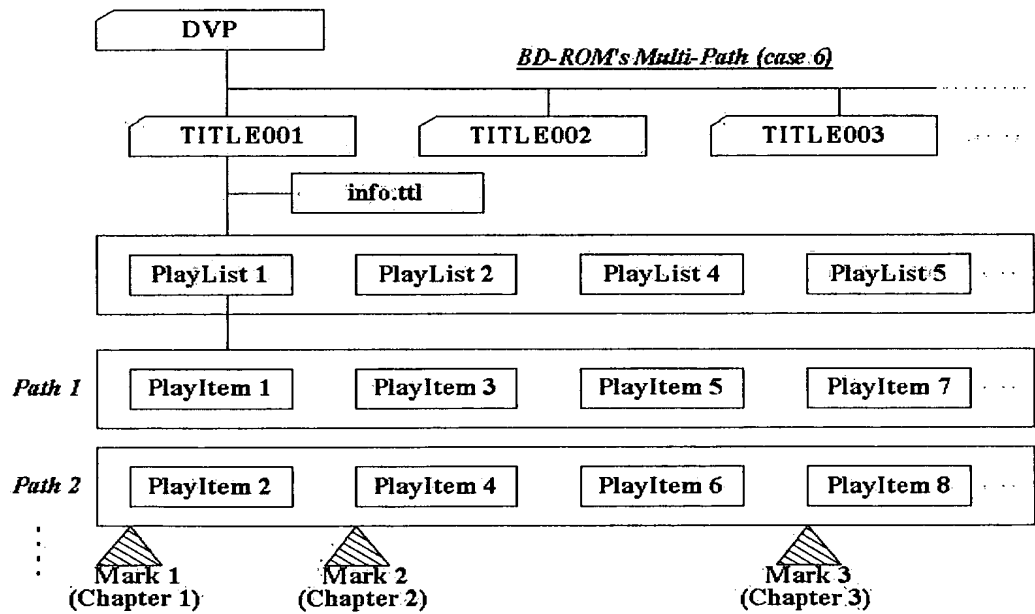 DVP
BD-ROM's Multi-Path (case 6)
TITLE001
TITLE002
TITLE003
info.ttl
PlayList 1
PlayList 2
PlayList 4
PlayList 5
Path 1
PlayItem 1
PlayItem 3
PlayItem 5
PlayItem 7
Path 2
PlayItem 2
PlayItem 4
PlayItem 6
PlayItem 8
Mark 1
(Chapter 1)
Mark 2
(Chapter 2)
Mark 3
(Chapter 3)